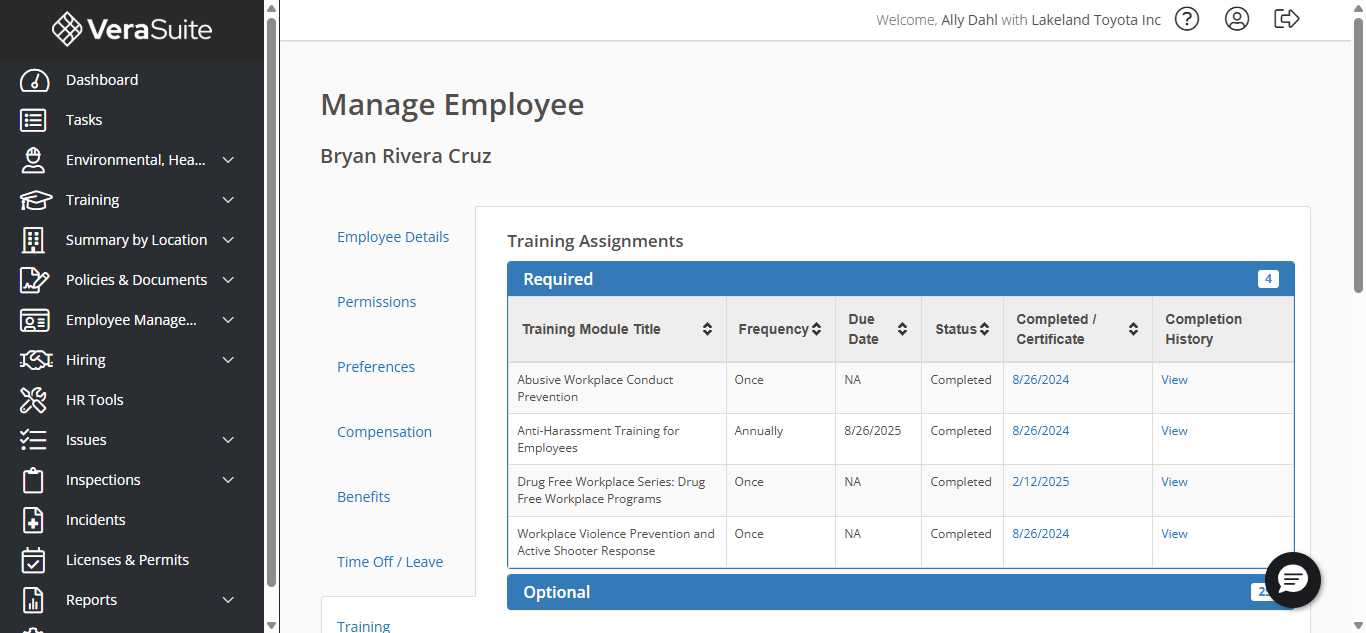 VeraSuite
Welcome, Ally Dahl with Lakeland Toyota Inc
Dashboard
Tasks
Environmental, Hea...
Training
Summary by Location
Policies & Documents
Employee Manage...
Hiring
HR Tools
Issues
Inspections
Incidents
Licenses & Permits
Reports
Manage Employee
Bryan Rivera Cruz
Employee Details
Permissions
Preferences
Compensation
Benefits
Time Off / Leave
Training
Training Assignments
Required 4
Training Module Title Frequency Due Date Status Completed / Certificate Completion History
Abusive Workplace Conduct Prevention Once NA Completed 8/26/2024 View
Anti-Harassment Training for Employees Annually 8/26/2025 Completed 8/26/2024 View
Drug Free Workplace Series: Drug Free Workplace Programs Once NA Completed 2/12/2025 View
Workplace Violence Prevention and Active Shooter Response Once NA Completed 8/26/2024 View
Optional